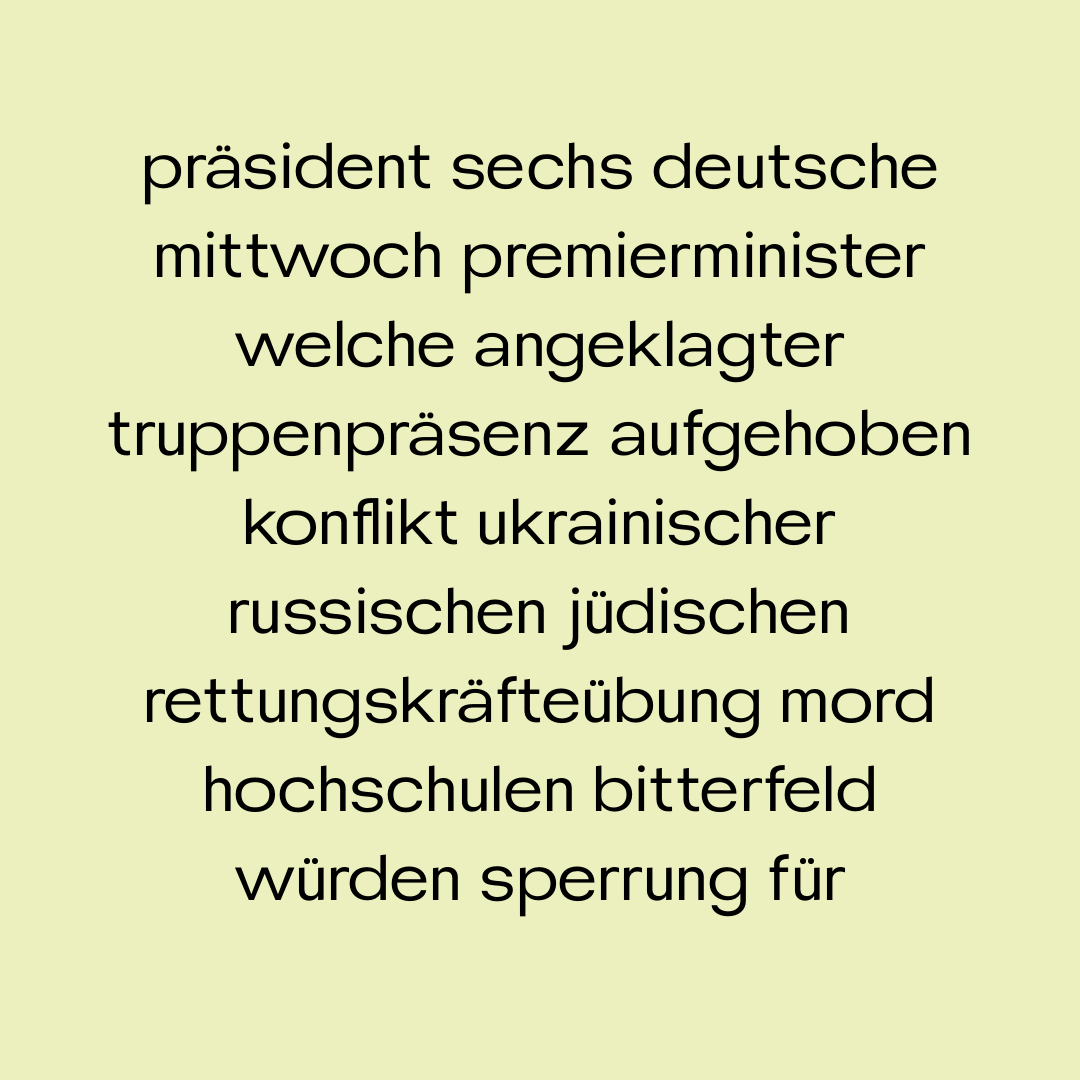 präsident sechs deutsche
mittwoch premierminister
welche angeklagter
truppenpräsenz aufgehoben
konflikt ukrainischer
russischen jüdischen
rettungskräfteübung mord
hochschulen bitterfeld
würden sperrung für